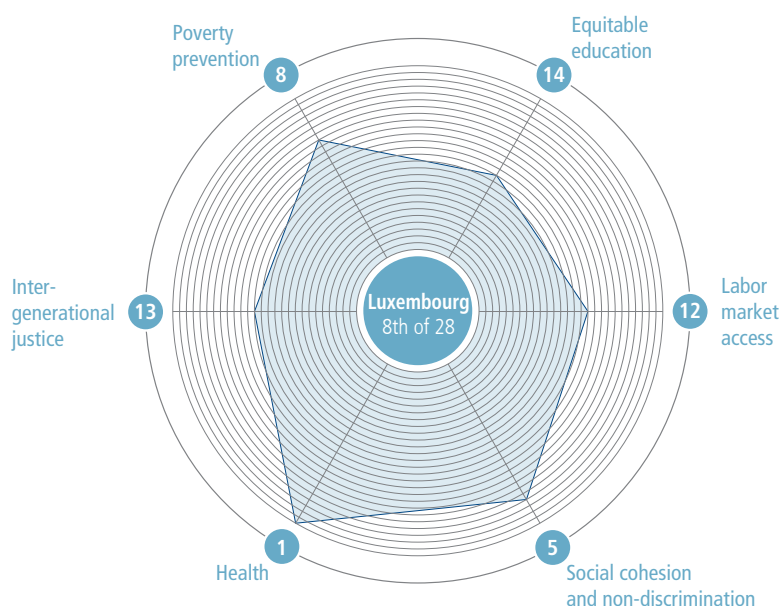 Poverty
prevention
8
Equitable
education
14
Inter-
generational
justice
13
Luxembourg
8th of 28
12
Labor
market
access
1
Health
5
Social cohesion
and non-discrimination